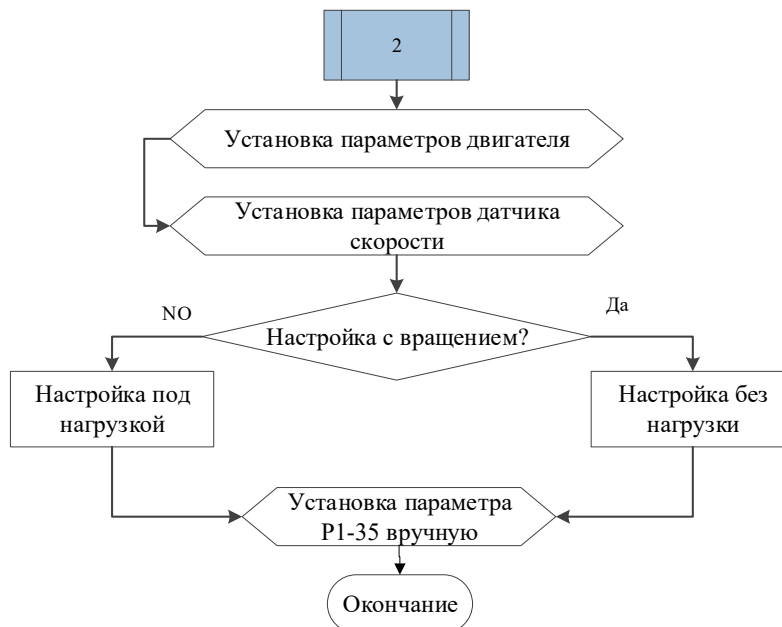 2
Установка параметров двигателя
Установка параметров датчика
скорости
NO
Да
Настройка с вращением?
Настройка под
нагрузкой
Настройка без
нагрузки
Установка параметра
P1-35 вручную
Окончание